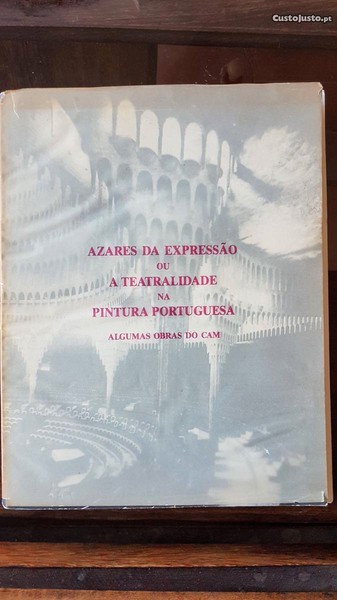 CustoJusto.pt
AZARES DA EXPRESSÃO
OU
A TEATRALIDADE
NA
PINTURA PORTUGUESA
ALGUMAS OBRAS DO CAM